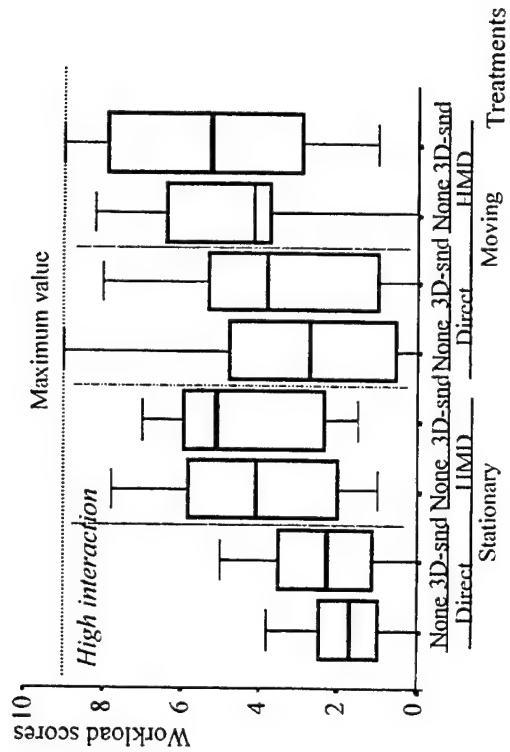 Maximum value
High interaction
Workload scores
10
8
6
4
2
0
None 3D-snd None 3D-snd None 3D-snd None 3D-snd
Direct HMD Direct HMD
Stationary Moving
Treatments